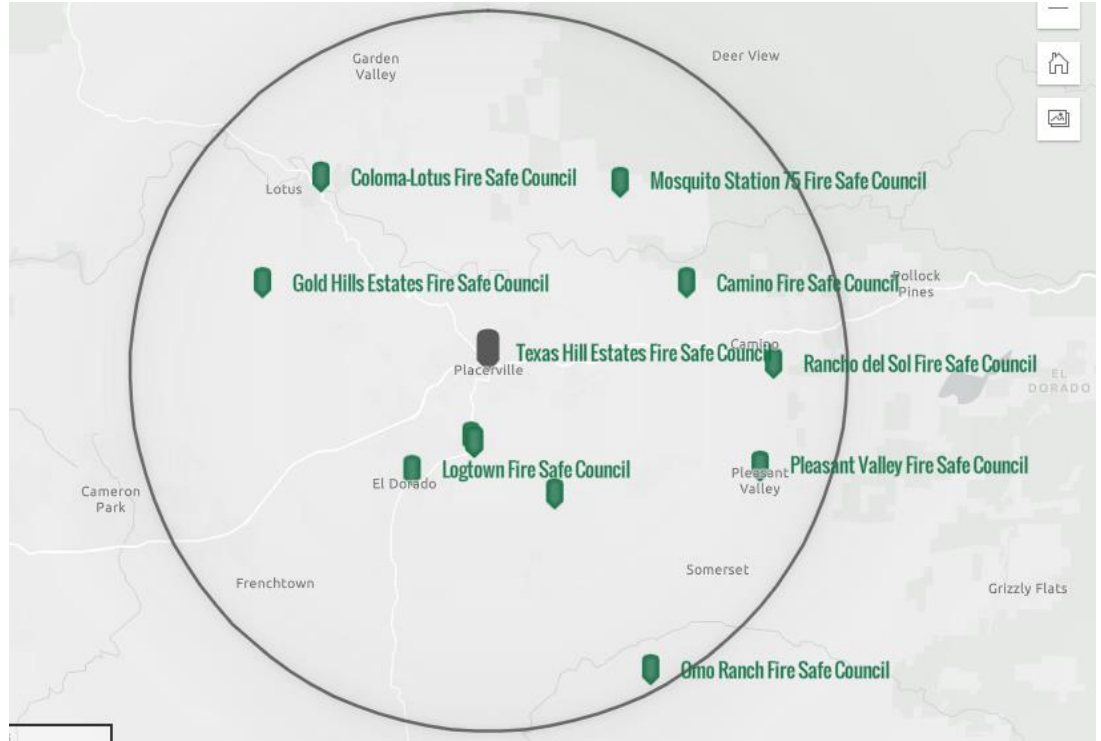 Garden
Valley
Deer View
Coloma-Lotus Fire Safe Council
Mosquito Station 75 Fire Safe Council
Lotus
Gold Hills Estates Fire Safe Council
Camino Fire Safe Council
Pollock
Pines
Camino
Texas Hill Estates Fire Safe Council
Rancho del Sol Fire Safe Council
Placerville
EL
DORADO
Logtown Fire Safe Council
Pleasant Valley Fire Safe Council
El Dorado
Pleasant
Valley
Cameron
Park
Somerset
Frenchtown
Grizzly Flats
Omo Ranch Fire Safe Council